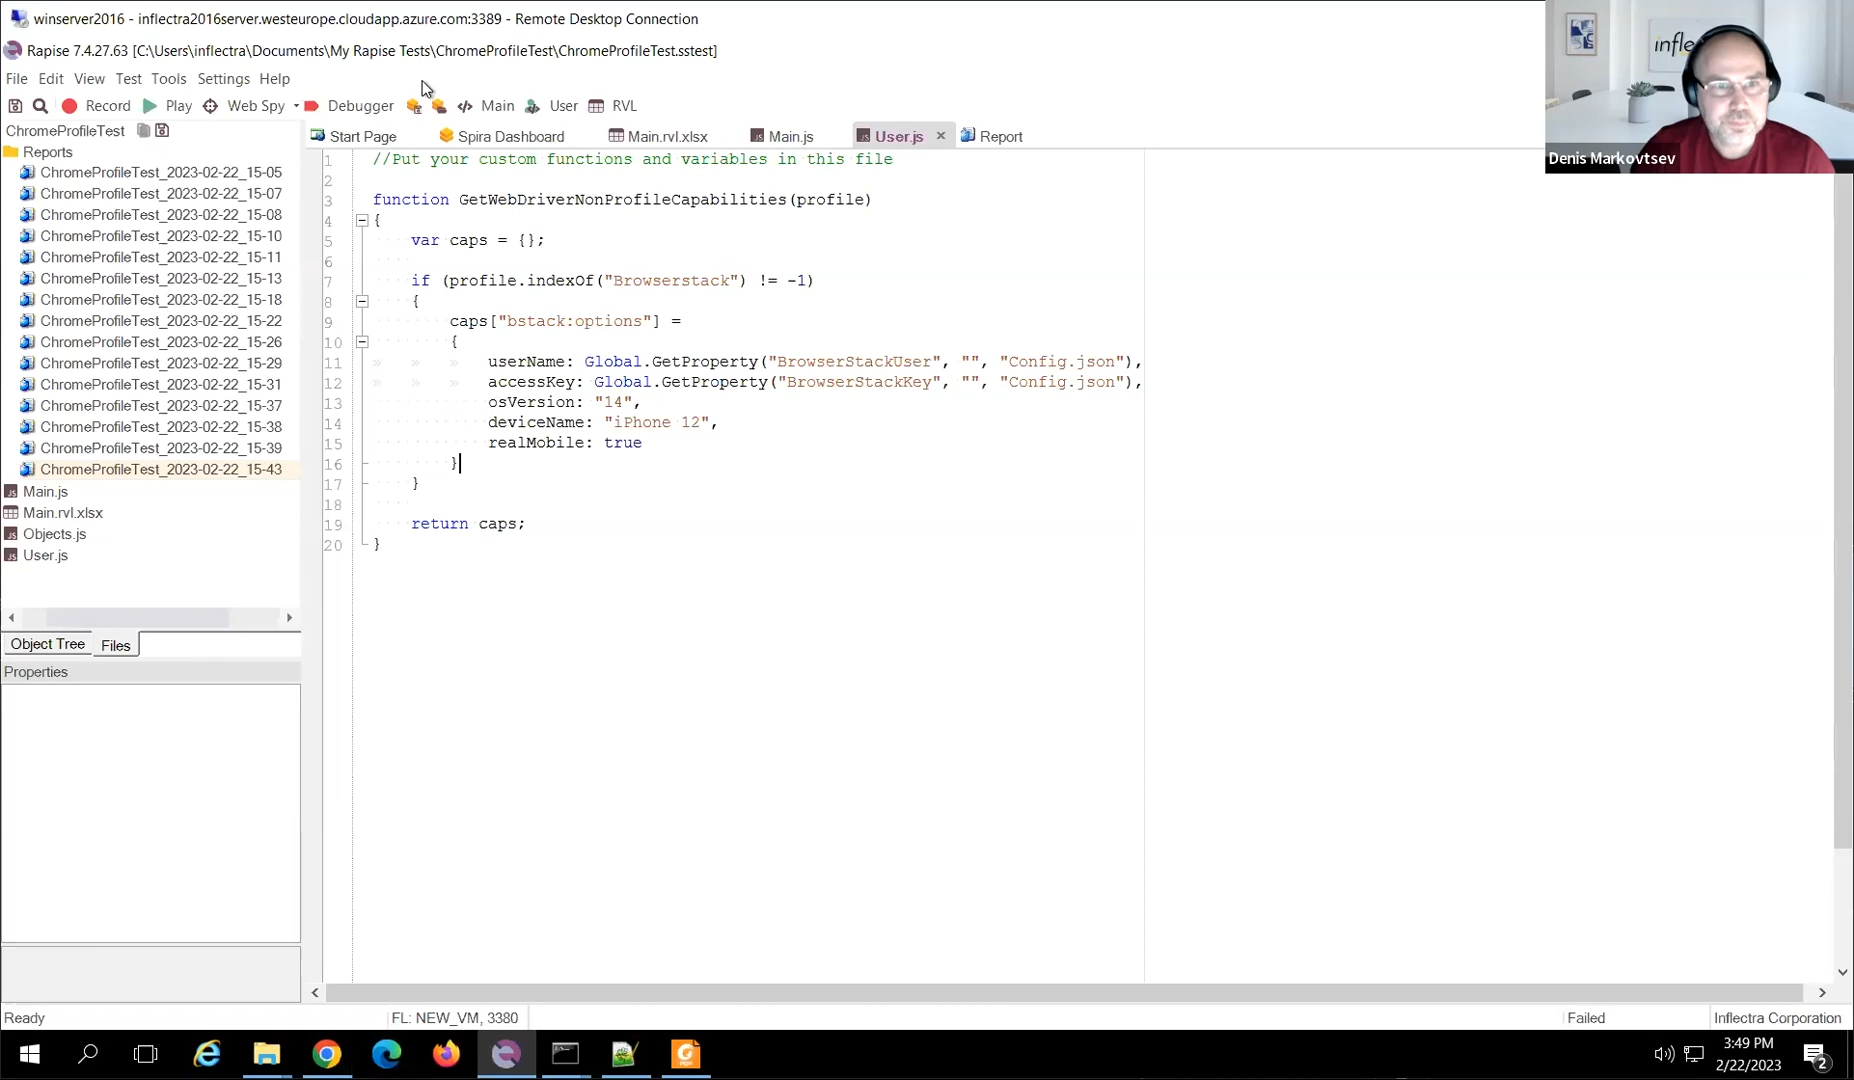 winserver2016 - inflectra2016server.westeurope.cloudapp.azure.com:3389 - Remote Desktop Connection
Rapise 7.4.27.63 [C:\Users\inflectra\Documents\My Rapise Tests\ChromeProfileTest\ChromeProfileTest.sstest]
File Edit View Test Tools Settings Help
Record Play Web Spy Debugger Main User RVL
ChromeProfileTest
Start Page Spira Dashboard Main.rvl.xlsx Main.js User.js Report
Reports
ChromeProfileTest_2023-02-22_15-05
ChromeProfileTest_2023-02-22_15-07
ChromeProfileTest_2023-02-22_15-08
ChromeProfileTest_2023-02-22_15-10
ChromeProfileTest_2023-02-22_15-11
ChromeProfileTest_2023-02-22_15-13
ChromeProfileTest_2023-02-22_15-18
ChromeProfileTest_2023-02-22_15-22
ChromeProfileTest_2023-02-22_15-26
ChromeProfileTest_2023-02-22_15-29
ChromeProfileTest_2023-02-22_15-31
ChromeProfileTest_2023-02-22_15-37
ChromeProfileTest_2023-02-22_15-38
ChromeProfileTest_2023-02-22_15-39
ChromeProfileTest_2023-02-22_15-43
Main.js
Main.rvl.xlsx
Objects.js
User.js
Object Tree Files
Properties
1 //Put your custom functions and variables in this file
2
3 function GetWebDriverNonProfileCapabilities(profile)
4 {
5 var caps = {};
6
7 if (profile.indexOf("Browserstack") != -1)
8 {
9 caps["bstack:options"] =
10 {
11 userName: Global.GetProperty("BrowserStackUser", "", "Config.json"),
12 accessKey: Global.GetProperty("BrowserStackKey", "", "Config.json"),
13 osVersion: "14",
14 deviceName: "iPhone 12",
15 realMobile: true
16 }
17 }
18
19 return caps;
20 }
infle
Denis Markovtsev
Ready FL: NEW_VM, 3380 Failed Inflectra Corporation
3:49 PM
2/22/2023
2